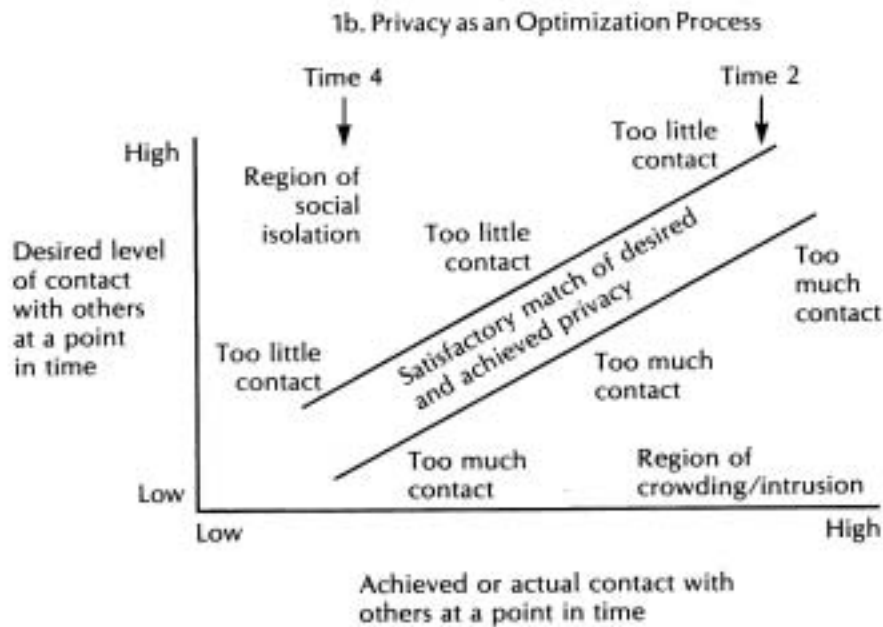 1b. Privacy as an Optimization Process
Time 4
Time 2
High
Too little
contact
Region of
social
isolation
Too little
contact
Desired level
of contact
with others
at a point
in time
Satisfactory match of desired
and achieved privacy
Too
much
contact
Too little
contact
Too much
contact
Too much
contact
Region of
crowding/intrusion
Low
Low
High
Achieved or actual contact with
others at a point in time